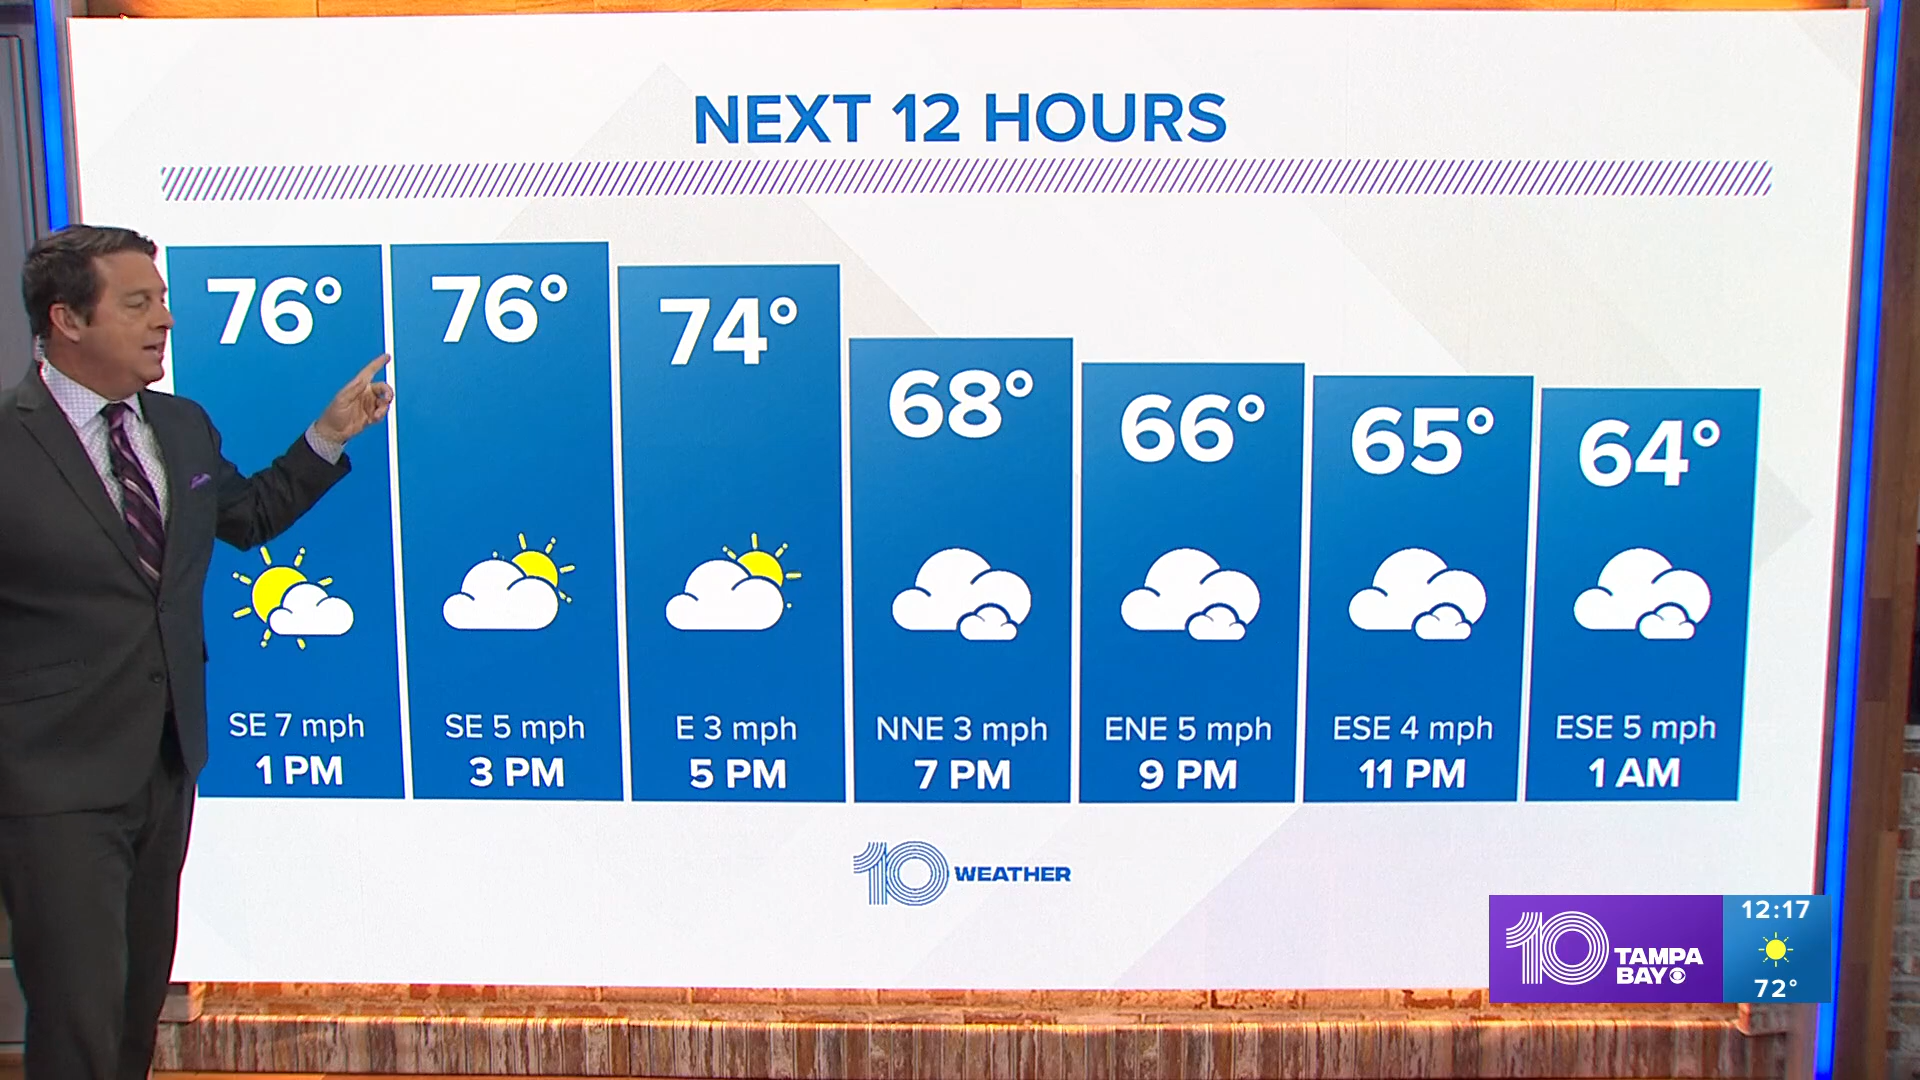 NEXT 12 HOURS
76° 76° 74° 68° 66° 65° 64°
SE 7 mph SE 5 mph E 3 mph NNE 3 mph ENE 5 mph ESE 4 mph ESE 5 mph
1 PM 3 PM 5 PM 7 PM 9 PM 11 PM 1 AM
10 WEATHER
10 TAMPA BAY
12:17
72°